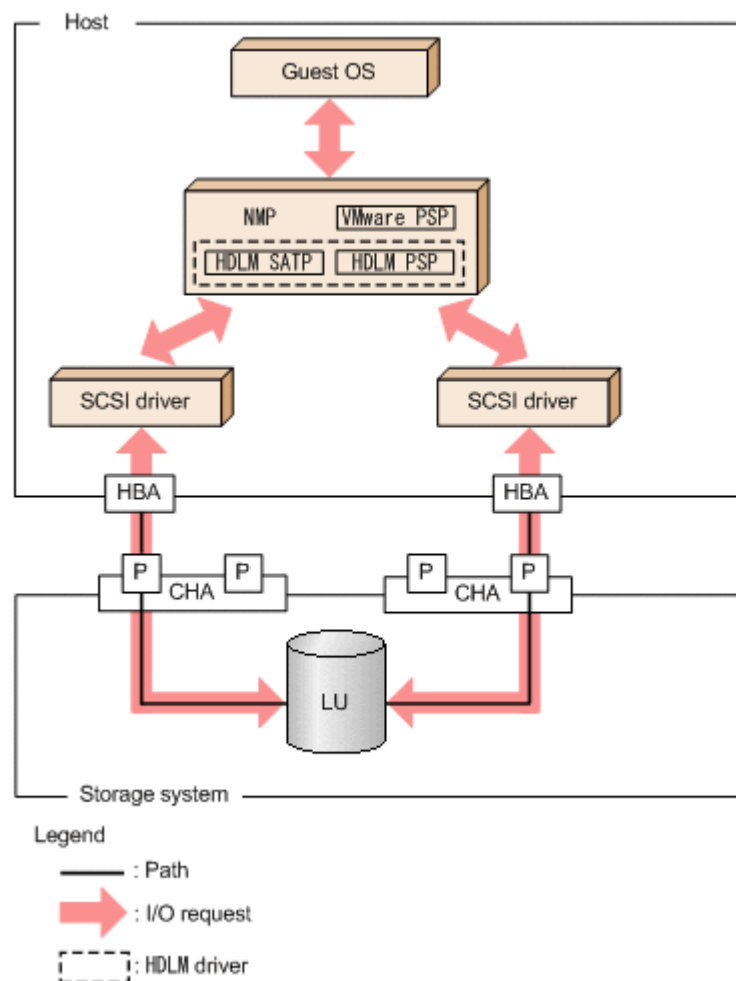 Host
Guest OS
NMP
VMware PSP
HDLM SATP
HDLM PSP
SCSI driver
SCSI driver
HBA
HBA
P
P
P
P
CHA
CHA
LU
Storage system
Legend
: Path
: I/O request
: HDLM driver